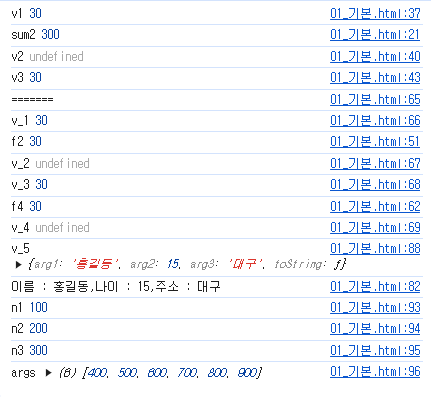 v1 30 01_기본.html:37
sum2 300 01_기본.html:21
v2 undefined 01_기본.html:40
v3 30 01_기본.html:43
======= 01_기본.html:65
v_1 30 01_기본.html:66
f2 30 01_기본.html:51
v_2 undefined 01_기본.html:67
v_3 30 01_기본.html:68
f4 30 01_기본.html:62
v_4 undefined 01_기본.html:69
v_5 01_기본.html:88
▶ {arg1: '홍길동', arg2: 15, arg3: '대구', toString: ƒ}
이름 : 홍길동,나이 : 15,주소 : 대구 01_기본.html:82
n1 100 01_기본.html:93
n2 200 01_기본.html:94
n3 300 01_기본.html:95
args ▶ (6) [400, 500, 600, 700, 800, 900] 01_기본.html:96